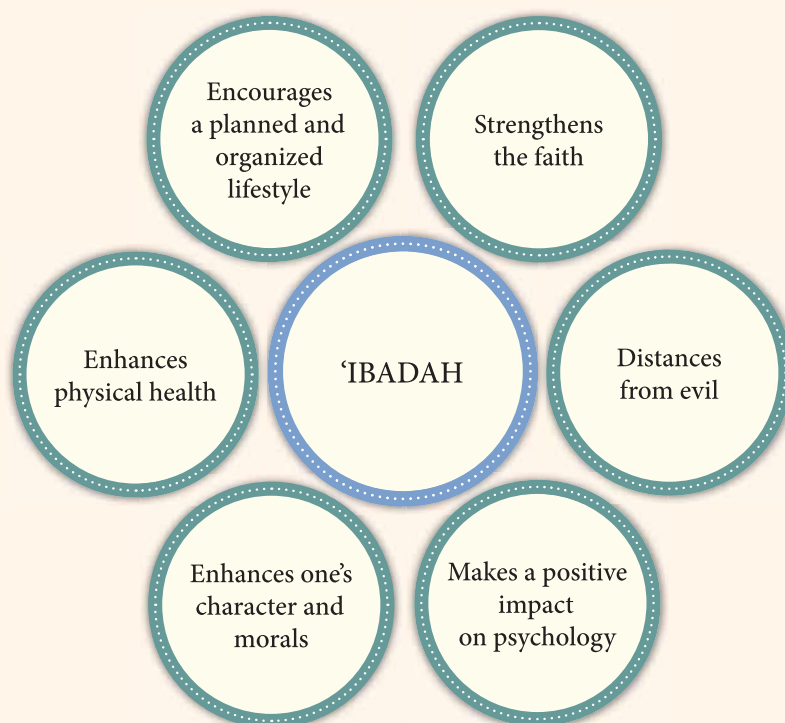 Encourages
a planned and
organized
lifestyle
Strengthens
the faith
Enhances
physical health
‘IBADAH
Distances
from evil
Enhances one’s
character and
morals
Makes a positive
impact
on psychology